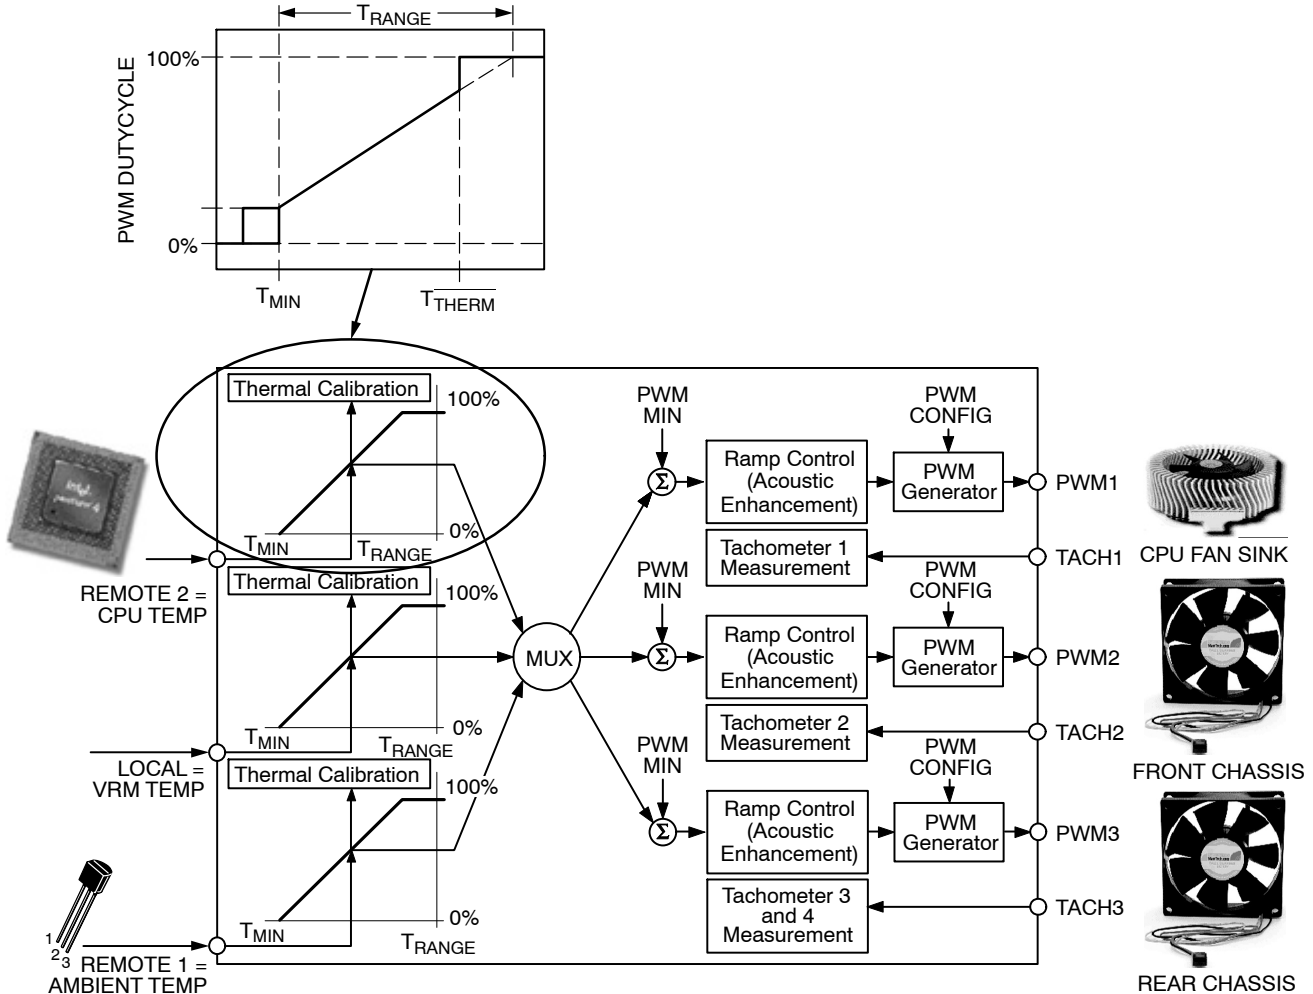 TRANGE
100%
PWM DUTYCYCLE
0%
TMIN
TTHERM
Thermal Calibration
100%
0%
TMIN
TRANGE
REMOTE 2 =
CPU TEMP
Thermal Calibration
100%
0%
TMIN
TRANGE
LOCAL =
VRM TEMP
Thermal Calibration
100%
0%
TMIN
TRANGE
1
2
3
REMOTE 1 =
AMBIENT TEMP
MUX
PWM
MIN
Σ
Ramp Control
(Acoustic
Enhancement)
PWM
CONFIG
PWM
Generator
PWM1
Tachometer 1
Measurement
TACH1
CPU FAN SINK
PWM
MIN
Σ
Ramp Control
(Acoustic
Enhancement)
PWM
CONFIG
PWM
Generator
PWM2
Tachometer 2
Measurement
TACH2
FRONT CHASSIS
PWM
MIN
Σ
Ramp Control
(Acoustic
Enhancement)
PWM
CONFIG
PWM
Generator
PWM3
Tachometer 3
and 4
Measurement
TACH3
REAR CHASSIS